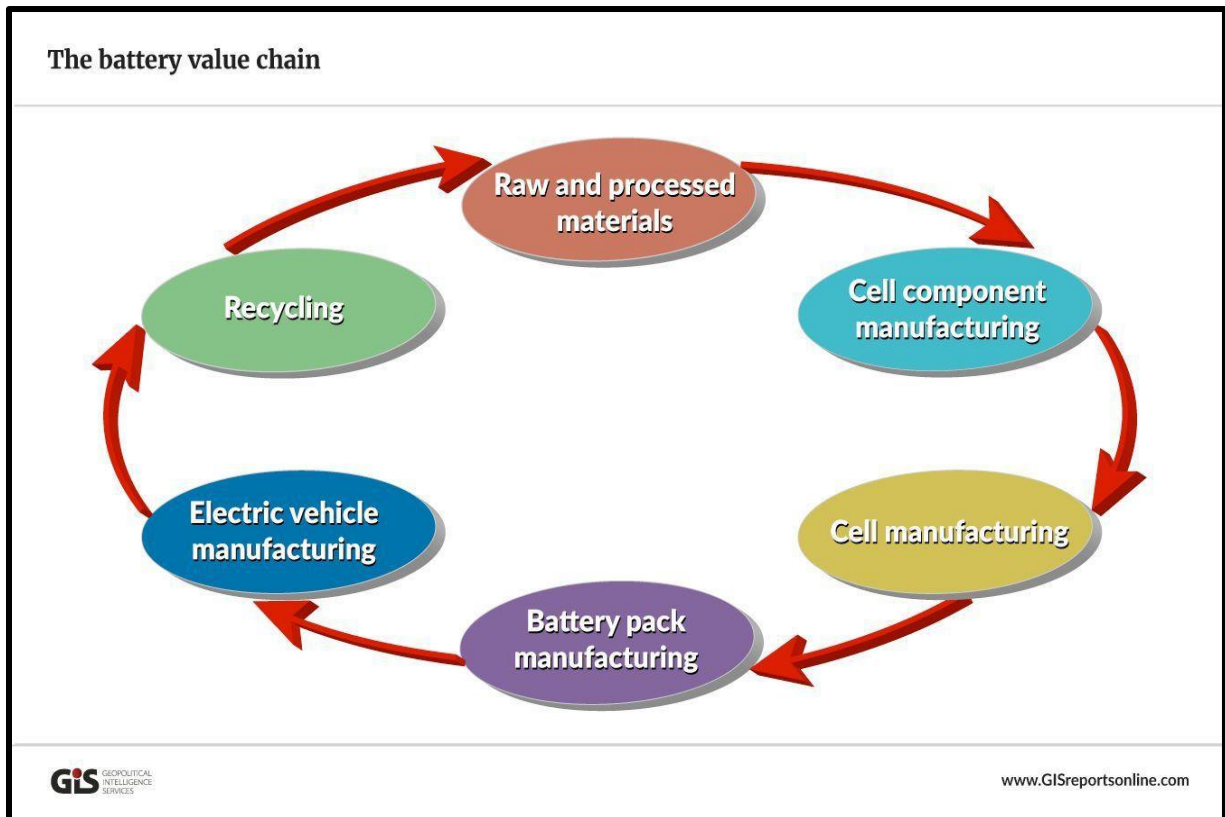 The battery value chain
Raw and processed
materials
Cell component
manufacturing
Cell manufacturing
Battery pack
manufacturing
Electric vehicle
manufacturing
Recycling
GIS
GEOPOLITICAL
INTELLIGENCE
SERVICES
www.GISreportsonline.com